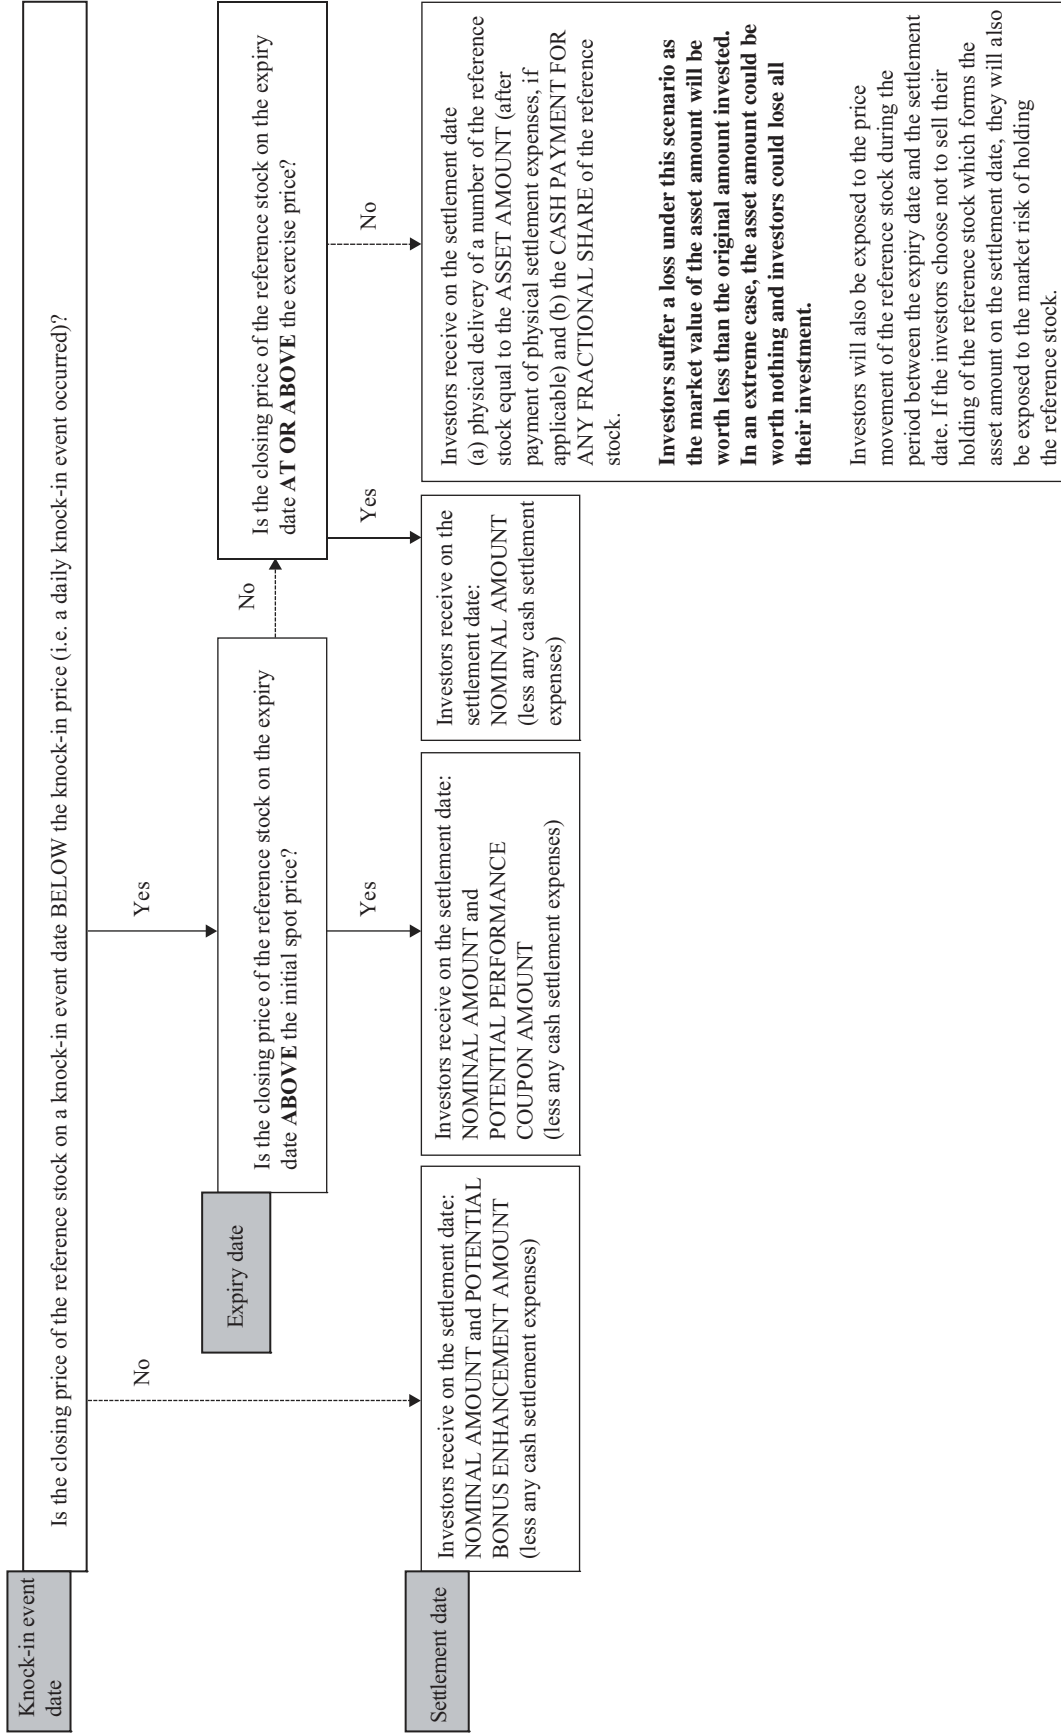 Knock-in event
date
Is the closing price of the reference stock on a knock-in event date BELOW the knock-in price (i.e. a daily knock-in event occurred)?
No
Yes
Expiry date
Is the closing price of the reference stock on the expiry
date ABOVE the initial spot price?
No
Is the closing price of the reference stock on the expiry
date AT OR ABOVE the exercise price?
Yes
Yes
No
Settlement date
Investors receive on the settlement date:
NOMINAL AMOUNT and POTENTIAL
BONUS ENHANCEMENT AMOUNT
(less any cash settlement expenses)
Investors receive on the settlement date:
NOMINAL AMOUNT and
POTENTIAL PERFORMANCE
COUPON AMOUNT
(less any cash settlement expenses)
Investors receive on the
settlement date:
NOMINAL AMOUNT
(less any cash settlement
expenses)
Investors receive on the settlement date
(a) physical delivery of a number of the reference
stock equal to the ASSET AMOUNT (after
payment of physical settlement expenses, if
applicable) and (b) the CASH PAYMENT FOR
ANY FRACTIONAL SHARE of the reference
stock.
Investors suffer a loss under this scenario as
the market value of the asset amount will be
worth less than the original amount invested.
In an extreme case, the asset amount could be
worth nothing and investors could lose all
their investment.
Investors will also be exposed to the price
movement of the reference stock during the
period between the expiry date and the settlement
date. If the investors choose not to sell their
holding of the reference stock which forms the
asset amount on the settlement date, they will also
be exposed to the market risk of holding
the reference stock.